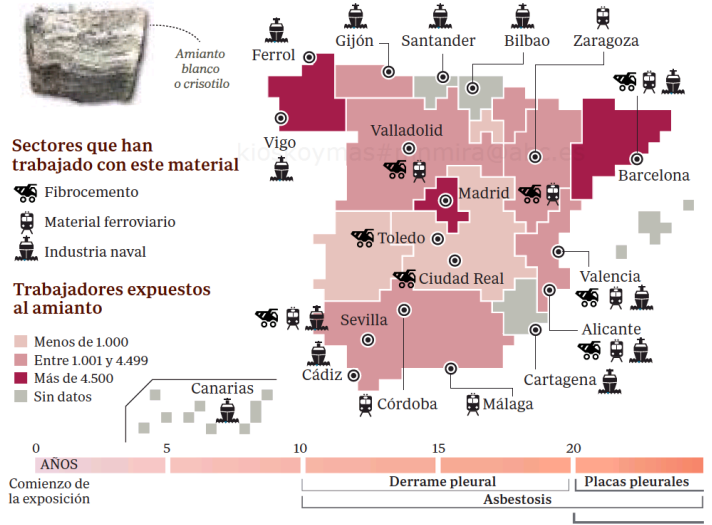 Amianto
blanco
o crisotilo
Ferrol
Gijón
Santander
Bilbao
Zaragoza
Vigo
Valladolid
Barcelona
Madrid
Toledo
Ciudad Real
Valencia
Alicante
Sevilla
Cádiz
Córdoba
Málaga
Cartagena
Canarias
Sectores que han
trabajado con este material
Fibrocemento
Material ferroviario
Industria naval
Trabajadores expuestos
al amianto
Menos de 1.000
Entre 1.001 y 4.499
Más de 4.500
Sin datos
0 5 10 15 20
AÑOS
Comienzo de
la exposición
Derrame pleural
Placas pleurales
Asbestosis